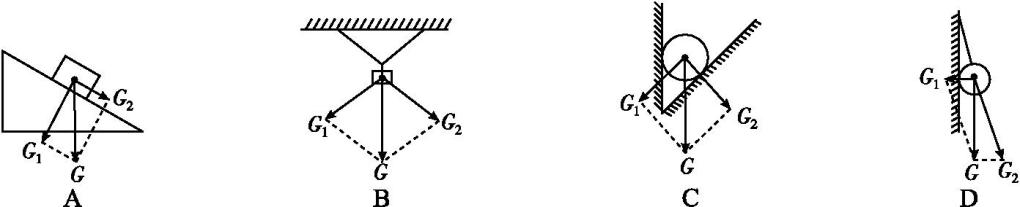 G₁ G₂ G
A
G₁ G₂ G
B
G₁ G₂ G
C
G₁ G G₂
D